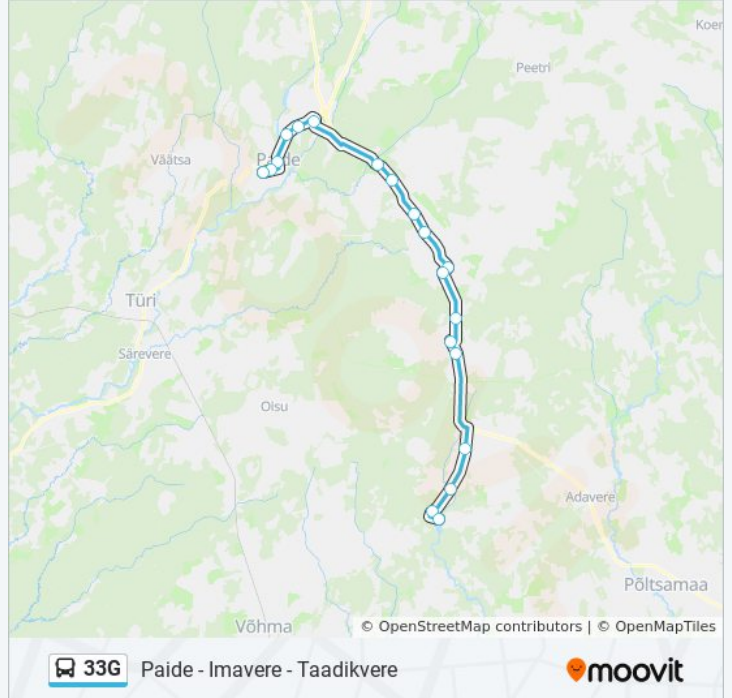 Koer
Peetri
Väätsa
Paide
Türi
Särevere
Oisu
Adavere
Põltsamaa
Võhma
© OpenStreetMap contributors | © OpenMapTiles
33G Paide - Imavere - Taadikvere
moovit